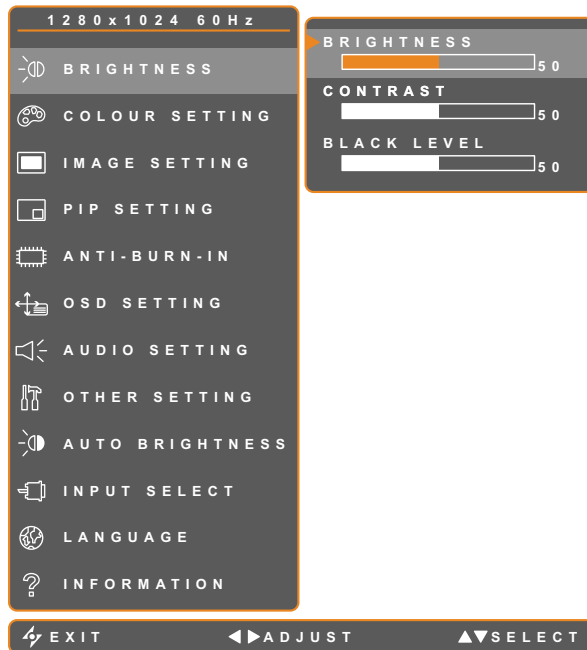 1280x1024 60Hz
BRIGHTNESS
COLOUR SETTING
IMAGE SETTING
PIP SETTING
ANTI-BURN-IN
OSD SETTING
AUDIO SETTING
OTHER SETTING
AUTO BRIGHTNESS
INPUT SELECT
LANGUAGE
INFORMATION
BRIGHTNESS
50
CONTRAST
50
BLACK LEVEL
50
EXIT ADJUST SELECT